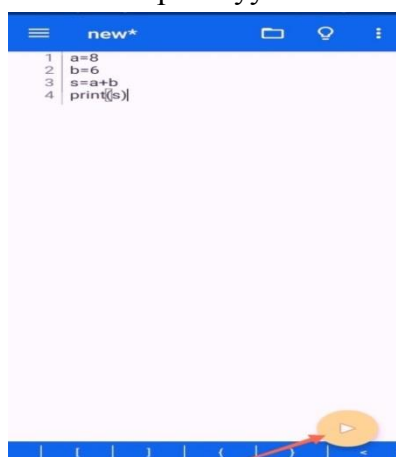 new*
1 a=8
2 b=6
3 s=a+b
4 print(s)
[ ] ( ) <